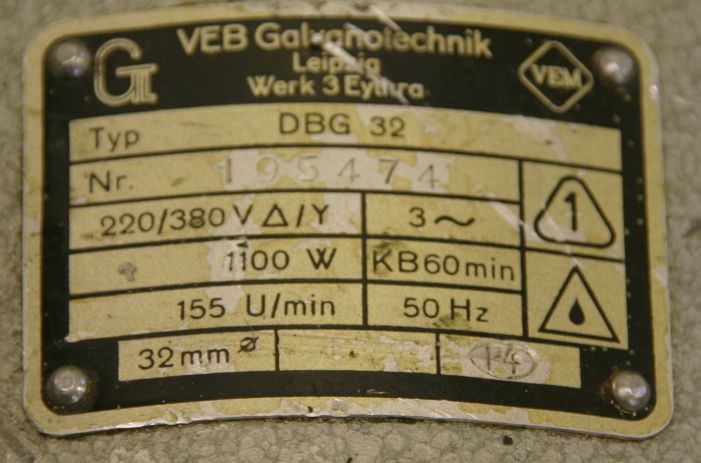 VEB Galvanotechnik
Leipzig
Werk 3 Eythra
VEM
Typ DBG 32
Nr. 195474
220/380 V Δ/Y 3 ~
1100 W KB60min
155 U/min 50 Hz
32mm ø
1